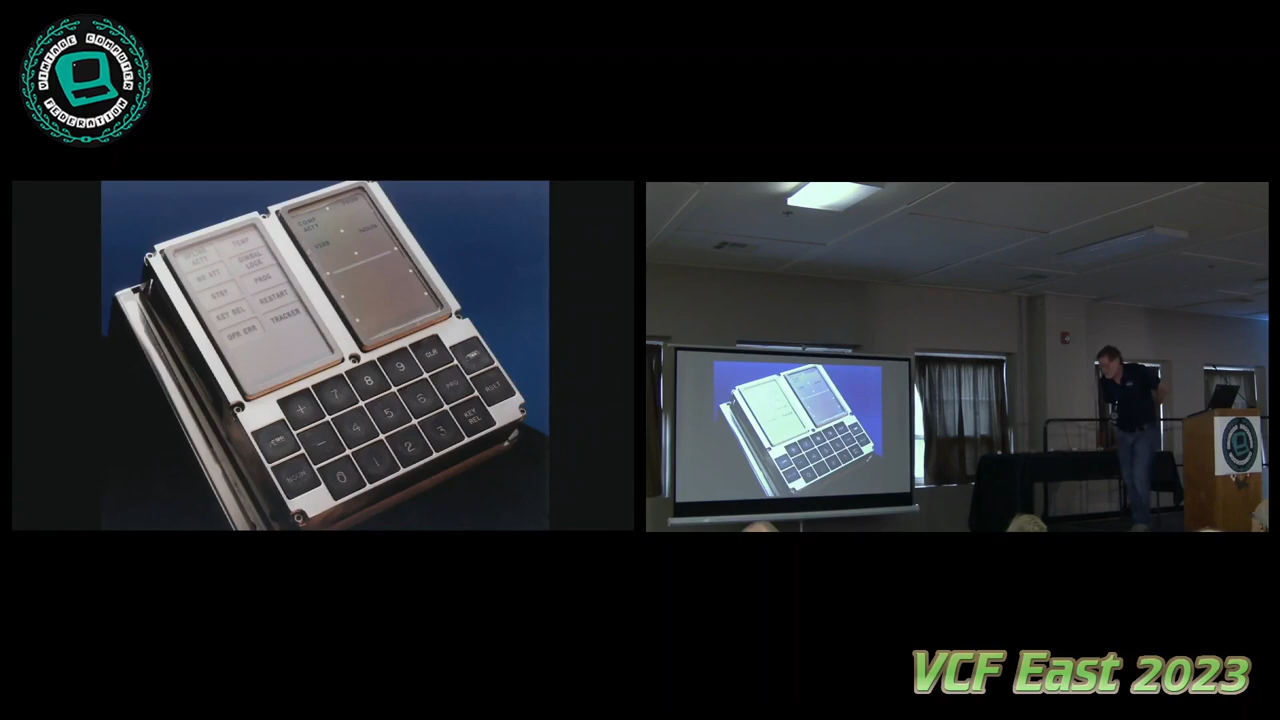 VINTAGE COMPUTER
FEDERATION
UPLINK ACTY
TEMP
NO ATT
GIMBAL LOCK
STBY
PROG
KEY REL
RESTART
OPR ERR
TRACKER
COMP ACTY
PROG
VERB
NOUN
+ 7 8 9 CLR
VERB - 4 5 6 PRO RSET
NOUN 0 1 2 3 KEY REL
VCF East 2023